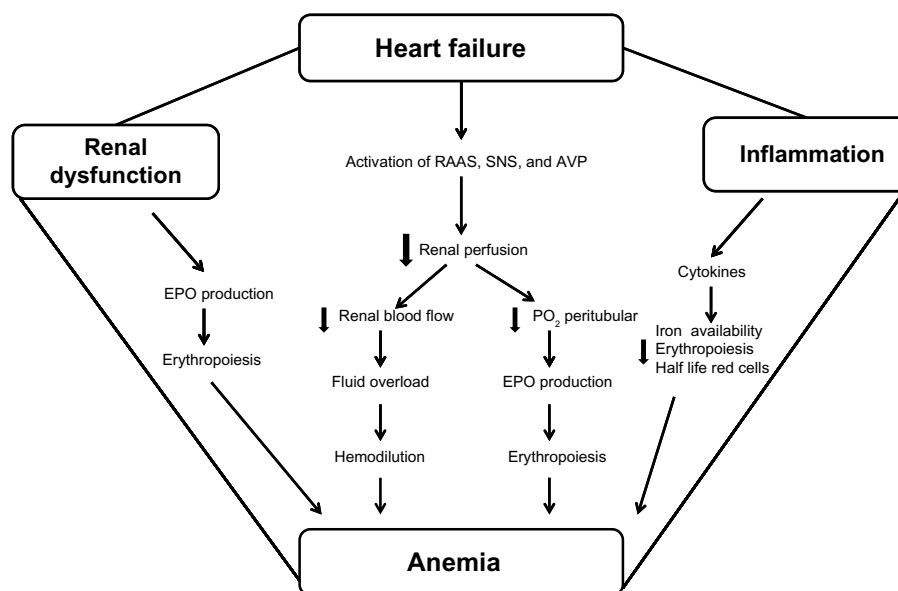 Heart failure
Renal
dysfunction
Inflammation
Activation of RAAS, SNS, and AVP
Renal perfusion
Cytokines
EPO production
Renal blood flow
PO2 peritubular
Iron availability
Erythropoiesis
Half life red cells
Erythropoiesis
Fluid overload
EPO production
Hemodilution
Erythropoiesis
Anemia